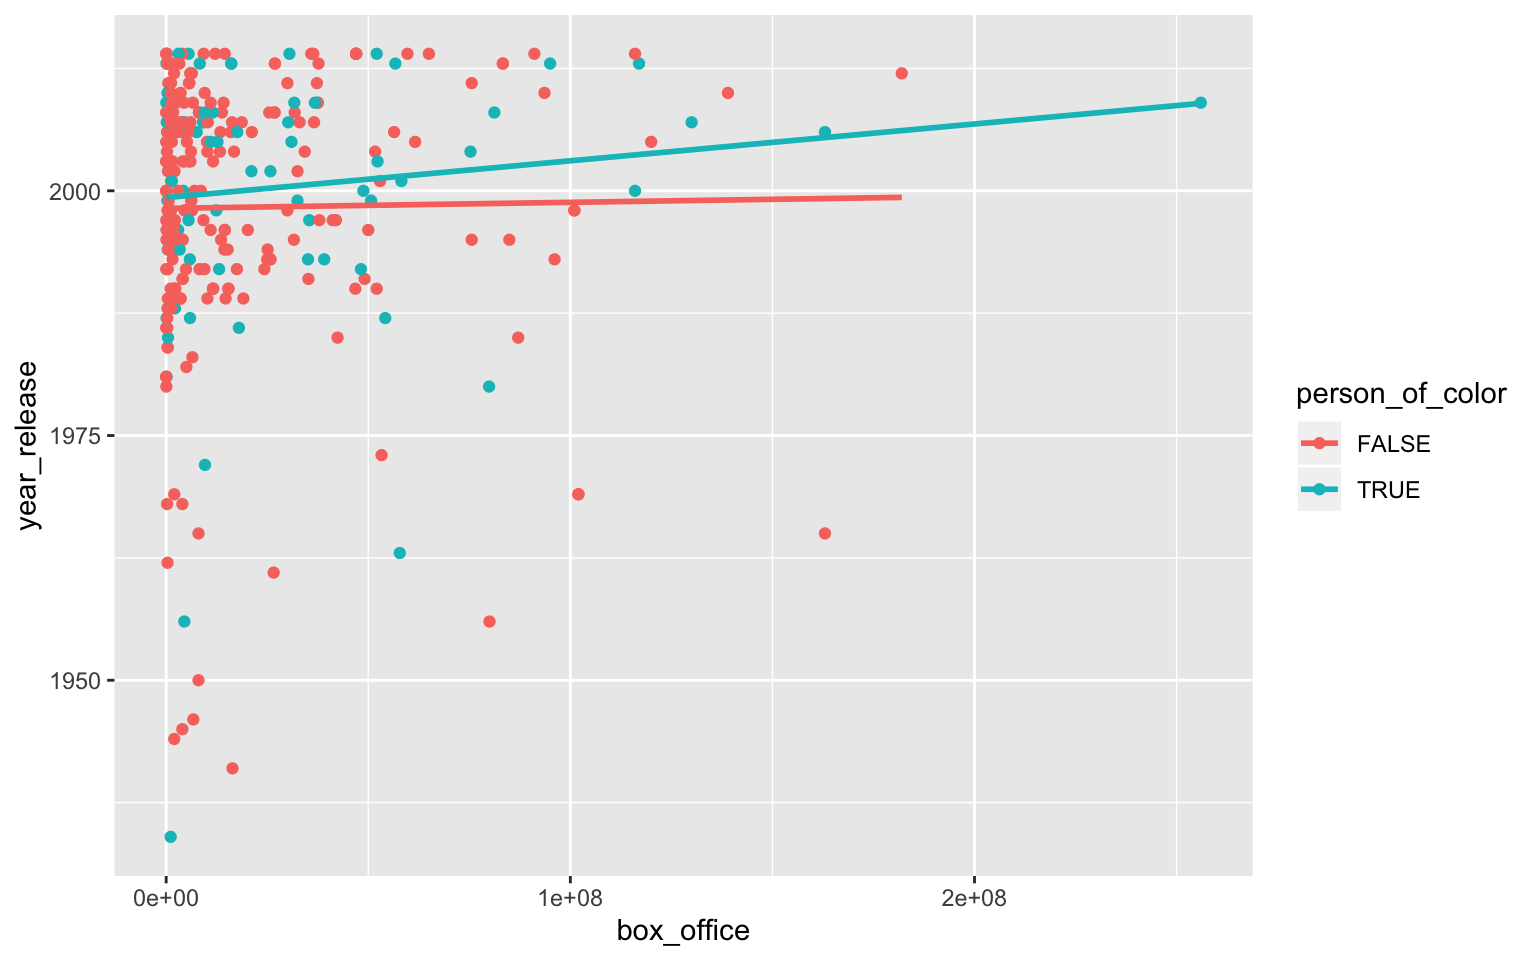 year_release
2000
1975
1950
0e+00
1e+08
2e+08
box_office
person_of_color
FALSE
TRUE